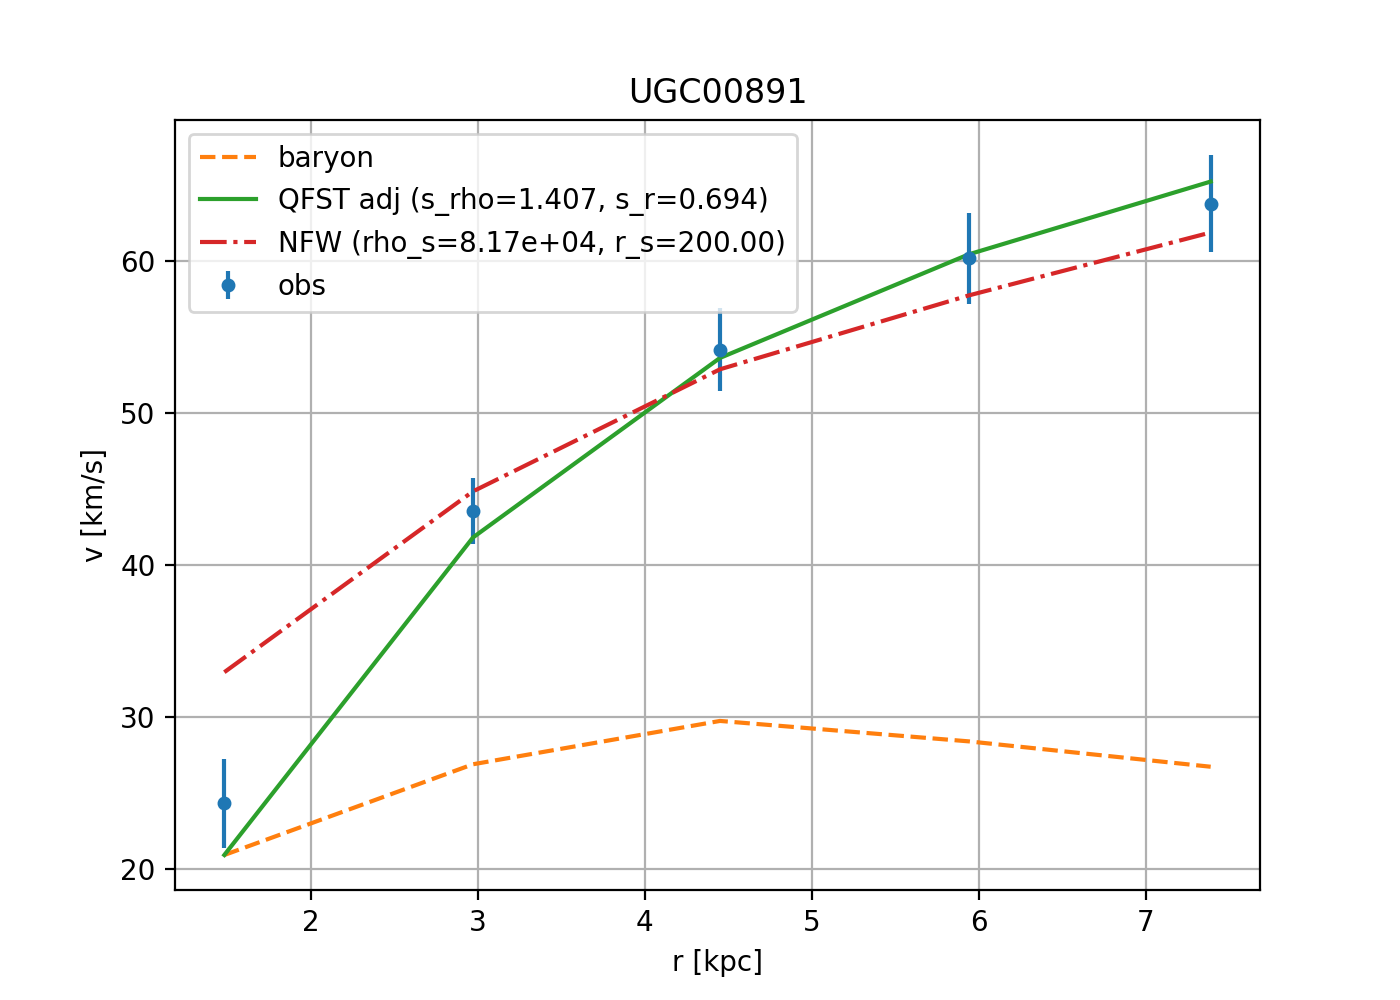 UGC00891
baryon
QFST adj (s_rho=1.407, s_r=0.694)
NFW (rho_s=8.17e+04, r_s=200.00)
obs
60
50
40
30
20
v [km/s]
2 3 4 5 6 7
r [kpc]